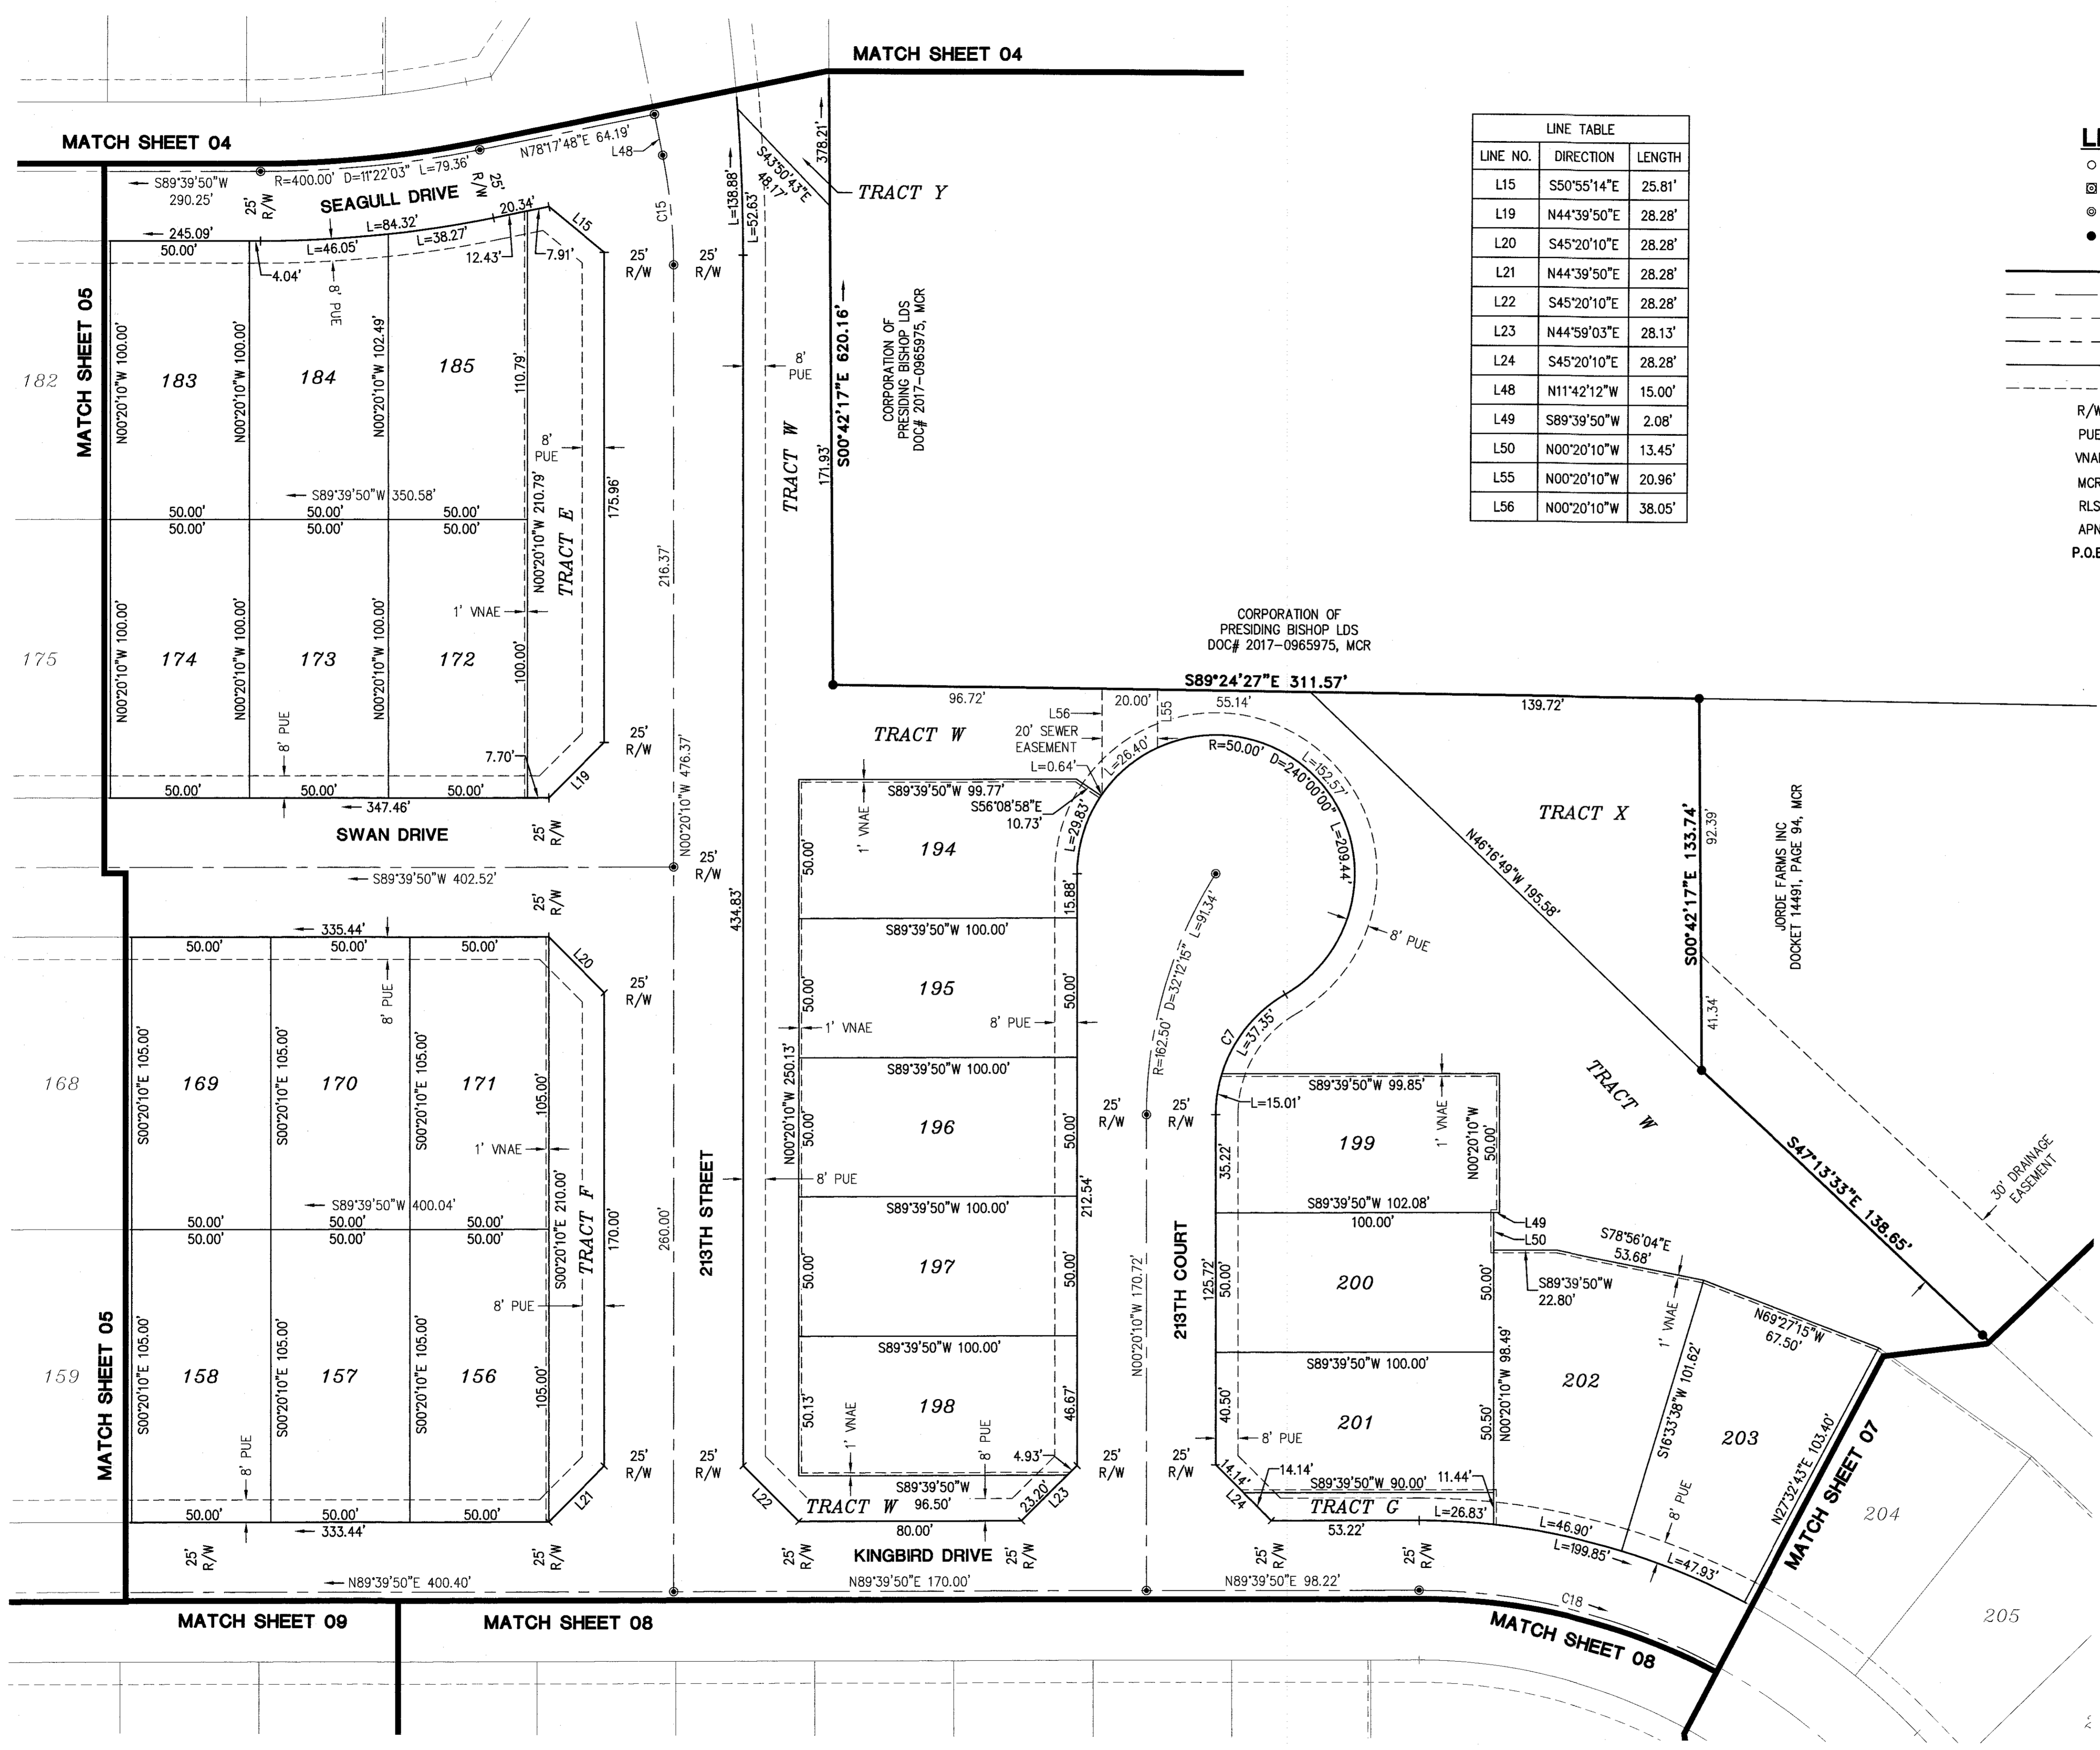 MATCH SHEET 04
MATCH SHEET 04
N78°17'48"E 64.19'
L48
R=400.00' D=11°22'03" L=79.36'
S89°39'50"W
290.25'
25'
R/W
25'
R/W
SEAGULL DRIVE
20.34'
L15
245.09'
50.00'
L=84.32'
L=46.05'
L=38.27'
12.43'
7.91'
4.04'
8' PUE
C15
L=138.88'
L=52.63'
S43°50'43"E
48.17'
378.21'
TRACT Y
25'
R/W
25'
R/W
MATCH SHEET 05
182
183
184
185
N00°20'10"W 100.00'
N00°20'10"W 100.00'
N00°20'10"W 102.49'
110.79'
8'
PUE
8'
PUE
TRACT W
S00°42'17"E 620.16'
171.93'
CORPORATION OF
PRESIDING BISHOP LDS
DOC# 2017-0965975, MCR
S89°39'50"W 350.58'
50.00'
50.00'
50.00'
50.00'
50.00'
50.00'
N00°20'10"W 210.79'
TRACT E
175.96'
216.37'
1' VNAE
175
174
173
172
N00°20'10"W 100.00'
N00°20'10"W 100.00'
N00°20'10"W 100.00'
100.00'
8' PUE
7.70'
L19
25'
R/W
50.00'
50.00'
50.00'
347.46'
N00°20'10"W 476.37'
SWAN DRIVE
25'
R/W
S89°39'50"W 402.52'
25'
R/W
25'
R/W
335.44'
50.00'
50.00'
50.00'
L20
25'
R/W
8' PUE
434.83'
168
169
170
171
S00°20'10"E 105.00'
S00°20'10"E 105.00'
S00°20'10"E 105.00'
105.00'
1' VNAE
S89°39'50"W 400.04'
50.00'
50.00'
50.00'
50.00'
50.00'
50.00'
S00°20'10"E 210.00'
TRACT F
170.00'
260.00'
213TH STREET
8' PUE
8' PUE
MATCH SHEET 05
159
158
157
156
S00°20'10"E 105.00'
S00°20'10"E 105.00'
S00°20'10"E 105.00'
105.00'
8' PUE
25'
R/W
25'
R/W
50.00'
50.00'
50.00'
333.44'
L21
25'
R/W
25'
R/W
N89°39'50"E 400.40'
MATCH SHEET 09
MATCH SHEET 08
LINE TABLE
LINE NO. DIRECTION LENGTH
L15 S50°55'14"E 25.81'
L19 N44°39'50"E 28.28'
L20 S45°20'10"E 28.28'
L21 N44°39'50"E 28.28'
L22 S45°20'10"E 28.28'
L23 N44°59'03"E 28.13'
L24 S45°20'10"E 28.28'
L48 N11°42'12"W 15.00'
L49 S89°39'50"W 2.08'
L50 N00°20'10"W 13.45'
L55 N00°20'10"W 20.96'
L56 N00°20'10"W 38.05'
R/W
PUE
MCR
RLS
APN
CORPORATION OF
PRESIDING BISHOP LDS
DOC# 2017-0965975, MCR
S89°24'27"E 311.57'
96.72'
20.00'
55.14'
139.72'
L56
L55
TRACT W
20' SEWER
EASEMENT
L=0.64'
L=26.40'
R=50.00' D=240°00'00" L=209.44'
L=152.57'
S89°39'50"W 99.77'
S56°08'58"E
10.73'
L=29.83'
1' VNAE
194
50.00'
15.88'
S89°39'50"W 100.00'
195
50.00'
50.00'
1' VNAE
8' PUE
S89°39'50"W 100.00'
N00°20'10"W 250.13'
196
50.00'
50.00'
S89°39'50"W 100.00'
212.54'
197
50.00'
50.00'
S89°39'50"W 100.00'
198
50.13'
46.67'
1' VNAE
8' PUE
4.93'
S89°39'50"W
96.50'
23.20'
L23
L22
TRACT W
80.00'
25'
R/W
KINGBIRD DRIVE
25'
R/W
N89°39'50"E 170.00'
R=162.50' D=32°12'15" L=91.34'
8' PUE
C7
L=37.35'
25'
R/W
25'
R/W
L=15.01'
S89°39'50"W 99.85'
1' VNAE
199
N00°20'10"W
50.00'
35.22'
S89°39'50"W 102.08'
100.00'
L49
L50
N00°20'10"W 170.72'
213TH COURT
125.72'
50.00'
200
50.00'
S89°39'50"W
22.80'
S78°56'04"E
53.68'
S89°39'50"W 100.00'
40.50'
201
50.50'
N00°20'10"W 98.49'
8' PUE
25'
R/W
25'
R/W
14.14'
14.14'
L24
S89°39'50"W 90.00'
11.44'
TRACT G
53.22'
L=26.83'
25'
R/W
25'
R/W
N89°39'50"E 98.22'
TRACT X
N46°16'49"W 195.58'
S00°42'17"E 133.74'
92.39'
41.34'
JORDE FARMS INC
DOCKET 14491, PAGE 94, MCR
TRACT W
S47°13'33"E 138.65'
30' DRAINAGE
EASEMENT
1' VNAE
N69°27'15"W
67.50'
202
S16°33'38"W 101.62'
203
8' PUE
N27°32'43"E 103.40'
MATCH SHEET 07
L=46.90'
L=199.85'
L=47.93'
C18
MATCH SHEET 08
204
205